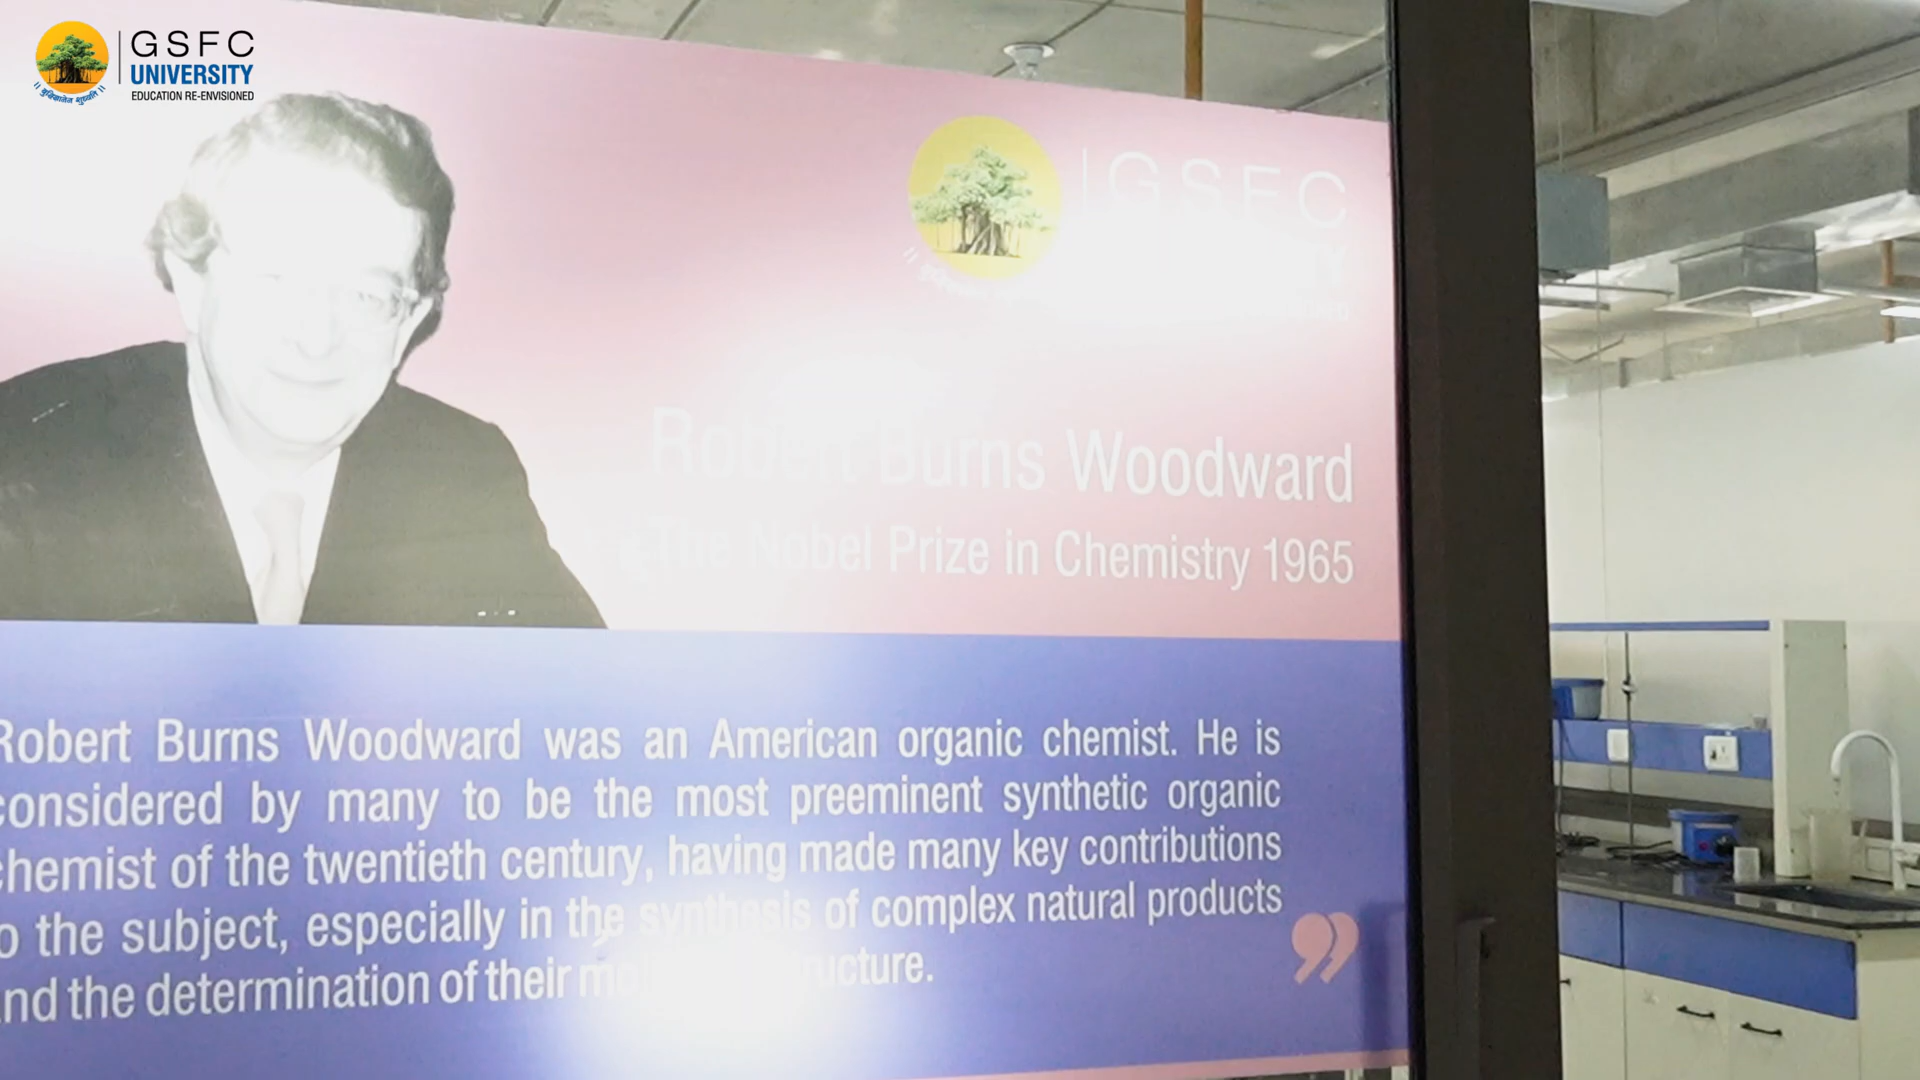 GSFC
UNIVERSITY
EDUCATION RE-ENVISIONED
GSFC
Robert Burns Woodward
The Nobel Prize in Chemistry 1965
Robert Burns Woodward was an American organic chemist. He is
considered by many to be the most preeminent synthetic organic
chemist of the twentieth century, having made many key contributions
to the subject, especially in the synthesis of complex natural products
and the determination of their